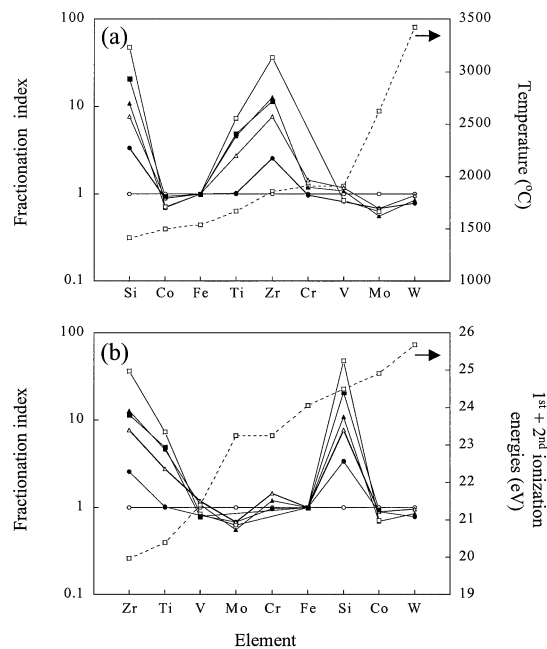 (a)
Fractionation index
100
10
1
0.1
3500
3000
2500
2000
1500
1000
Temperature (°C)
Si Co Fe Ti Zr Cr V Mo W
(b)
Fractionation index
100
10
1
0.1
26
25
24
23
22
21
20
19
1st + 2nd ionization
energies (eV)
Zr Ti V Mo Cr Fe Si Co W
Element